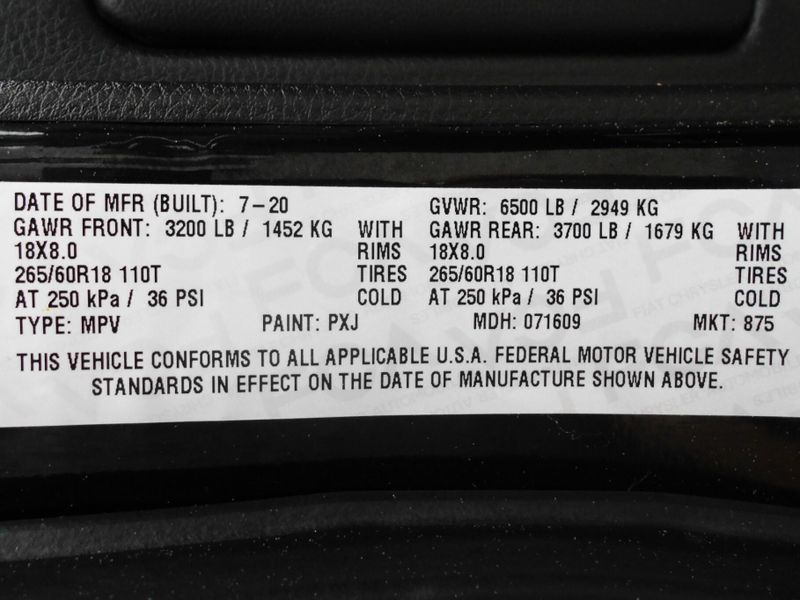 DATE OF MFR (BUILT): 7-20 GVWR: 6500 LB / 2949 KG
GAWR FRONT: 3200 LB / 1452 KG WITH GAWR REAR: 3700 LB / 1679 KG WITH
18X8.0 RIMS 18X8.0 RIMS
265/60R18 110T TIRES 265/60R18 110T TIRES
AT 250 kPa / 36 PSI COLD AT 250 kPa / 36 PSI COLD
TYPE: MPV PAINT: PXJ MDH: 071609 MKT: 875
THIS VEHICLE CONFORMS TO ALL APPLICABLE U.S.A. FEDERAL MOTOR VEHICLE SAFETY
STANDARDS IN EFFECT ON THE DATE OF MANUFACTURE SHOWN ABOVE.